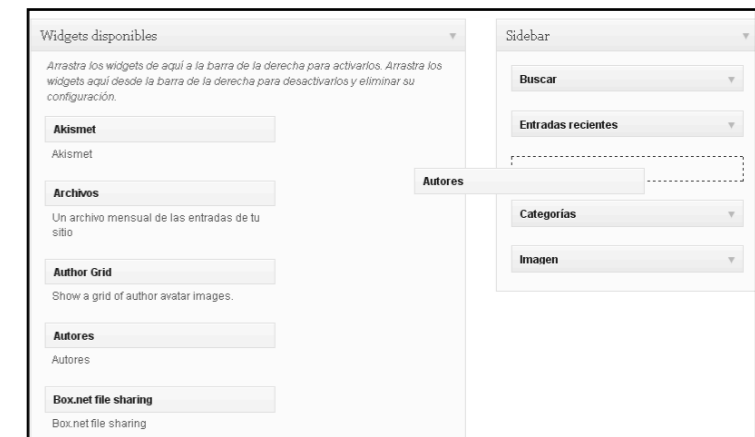 Widgets disponibles
Arrastra los widgets de aquí a la barra de la derecha para activarlos. Arrastra los
widgets aquí desde la barra de la derecha para desactivarlos y eliminar su
configuración.
Akismet
Akismet
Archivos
Un archivo mensual de las entradas de tu
sitio
Author Grid
Show a grid of author avatar images.
Autores
Autores
Box.net file sharing
Box.net file sharing
Sidebar
Buscar
Entradas recientes
Autores
Categorías
Imagen